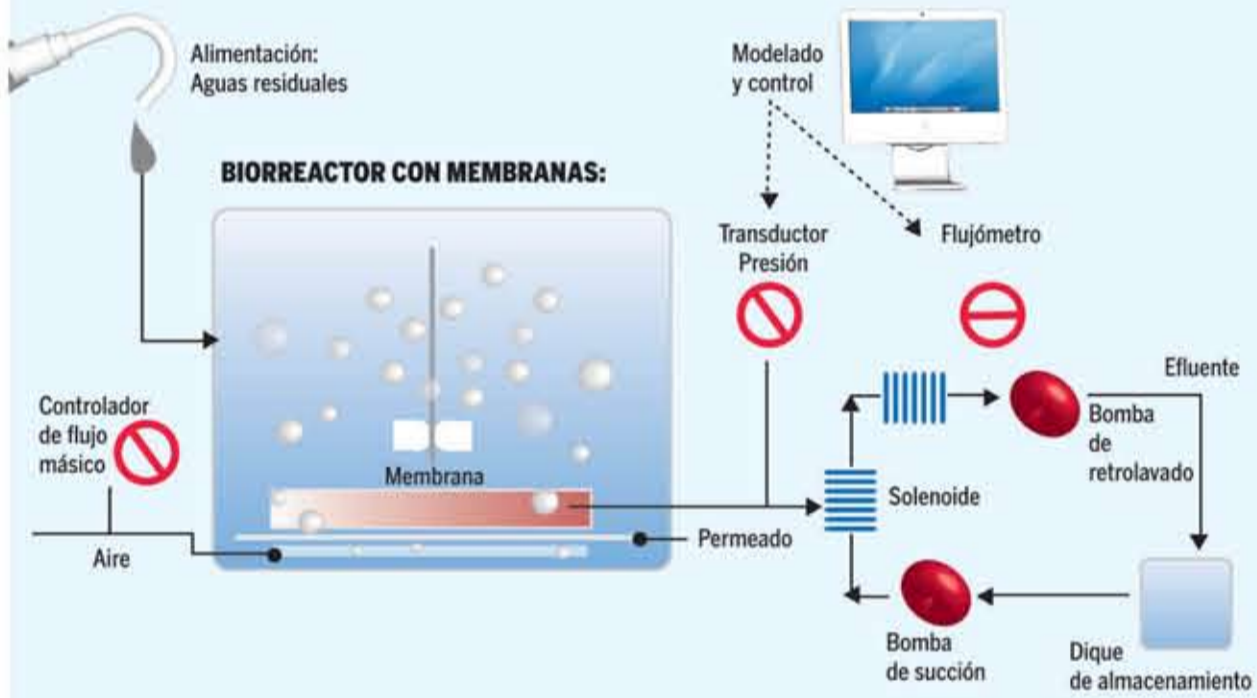 Alimentación:
Aguas residuales
Modelado
y control
BIORREACTOR CON MEMBRANAS:
Transductor
Presión
Flujómetro
Efluente
Controlador
de flujo
másico
Bomba
de
retrolavado
Membrana
Solenoide
Permeado
Aire
Bomba
de succión
Dique
de almacenamiento